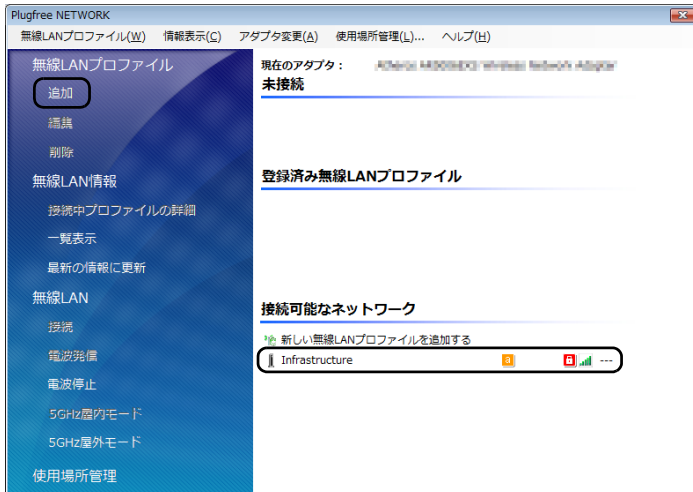 Plugfree NETWORK
無線LANプロファイル(W) 情報表示(C) アダプタ変更(A) 使用場所管理(L)... ヘルプ(H)
無線LANプロファイル
追加
編集
削除
無線LAN情報
接続中プロファイルの詳細
一覧表示
最新の情報に更新
無線LAN
接続
電波発信
電波停止
5GHz屋内モード
5GHz屋外モード
使用場所管理
現在のアダプタ：
未接続
登録済み無線LANプロファイル
接続可能なネットワーク
新しい無線LANプロファイルを追加する
Infrastructure a ---